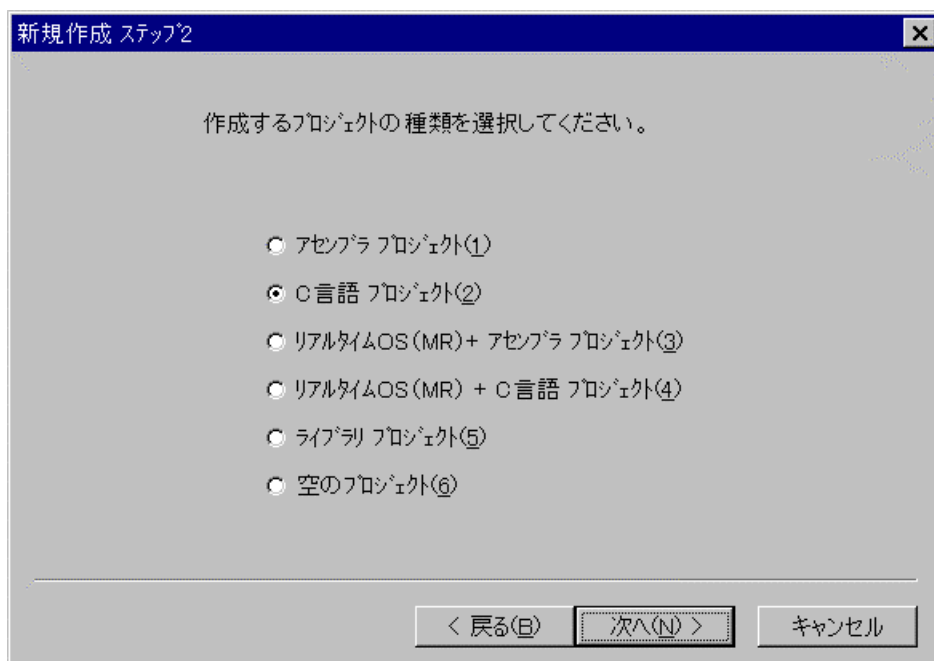 新規作成 ステップ2
作成するプロジェクトの種類を選択してください。
アセンブラ プロジェクト(1)
C言語 プロジェクト(2)
リアルタイムOS(MR)+ アセンブラ プロジェクト(3)
リアルタイムOS(MR) + C言語 プロジェクト(4)
ライブラリ プロジェクト(5)
空のプロジェクト(6)
< 戻る(B) 次へ(N) > キャンセル